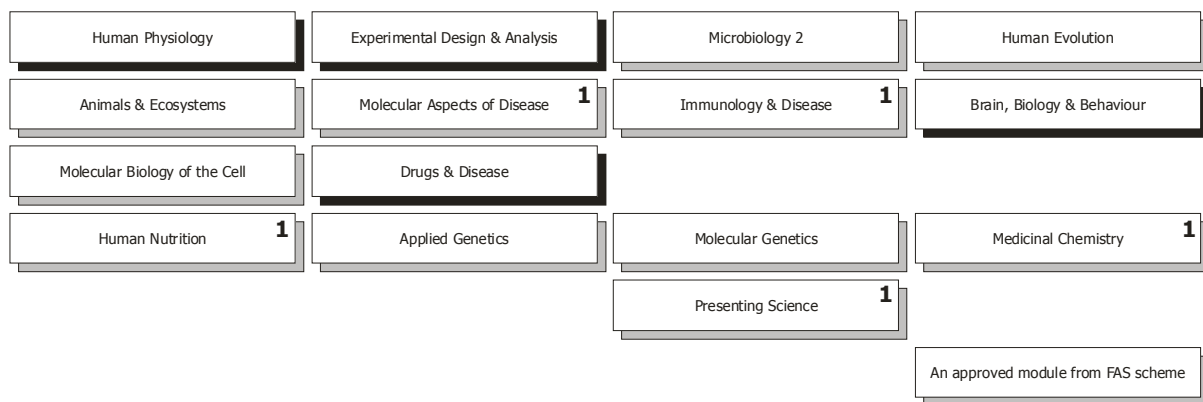 Human Physiology
Experimental Design & Analysis
Microbiology 2
Human Evolution
Animals & Ecosystems
Molecular Aspects of Disease 1
Immunology & Disease 1
Brain, Biology & Behaviour
Molecular Biology of the Cell
Drugs & Disease
Human Nutrition 1
Applied Genetics
Molecular Genetics
Medicinal Chemistry 1
Presenting Science 1
An approved module from FAS scheme